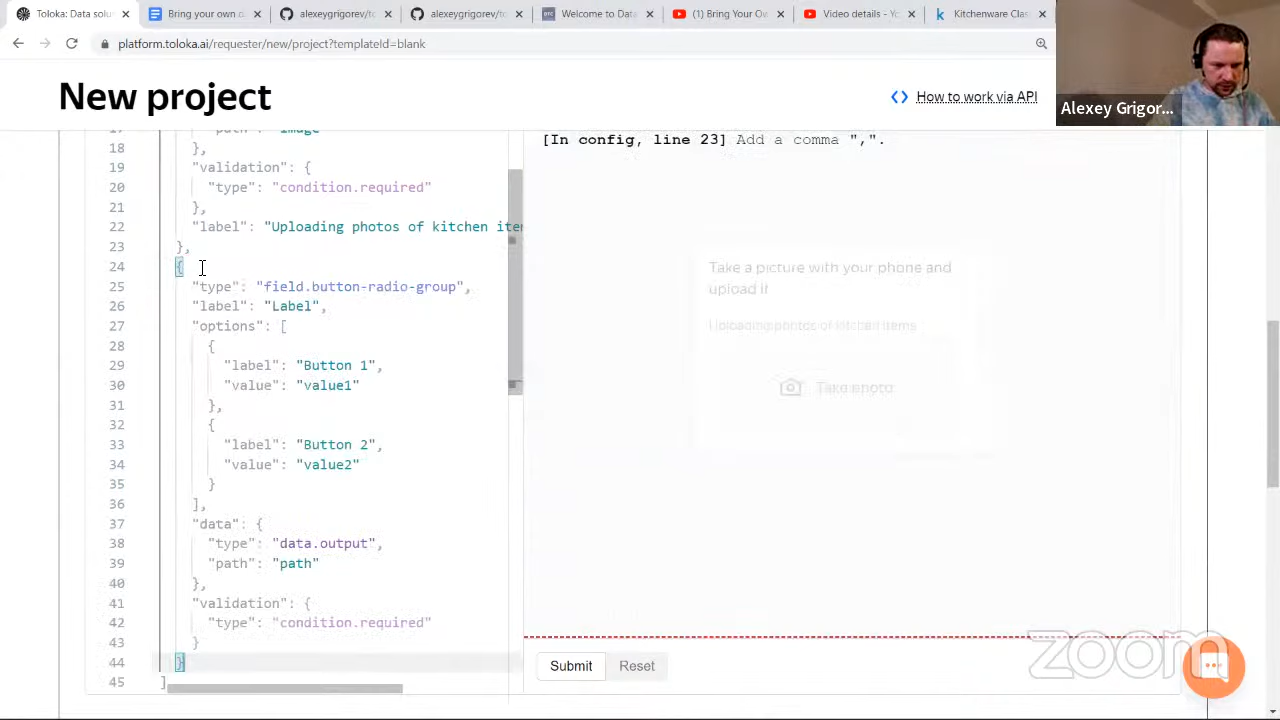 Toloka: Data solu
Bring your own c
alexeygrigorev/to
alexeygrigorev/to
Welcome to Data
(1) Bring Your Ow
Video details - Yo
Kitchenware Clas
platform.toloka.ai/requester/new/project?templateId=blank
New project
How to work via API
Alexey Grigor...
[In config, line 23] Add a comma ",".
18 },
19 "validation": {
20 "type": "condition.required"
21 },
22 "label": "Uploading photos of kitchen iten
23 },
24 {
25 "type": "field.button-radio-group",
26 "label": "Label",
27 "options": [
28 {
29 "label": "Button 1",
30 "value": "value1"
31 },
32 {
33 "label": "Button 2",
34 "value": "value2"
35 }
36 ],
37 "data": {
38 "type": "data.output",
39 "path": "path"
40 },
41 "validation": {
42 "type": "condition.required"
43 }
44 }
45 ]
Take a picture with your phone and
upload it
Uploading photos of kitchen items
Take photo
Submit
Reset
zoom